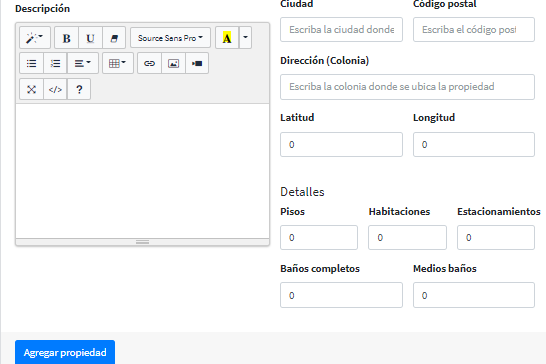 Descripción
B U
Source Sans Pro
A
</> ?
Agregar propiedad
Ciudad Código postal
Escriba la ciudad donde Escriba el código post
Dirección (Colonia)
Escriba la colonia donde se ubica la propiedad
Latitud Longitud
0 0
Detalles
Pisos Habitaciones Estacionamientos
0 0 0
Baños completos Medios baños
0 0